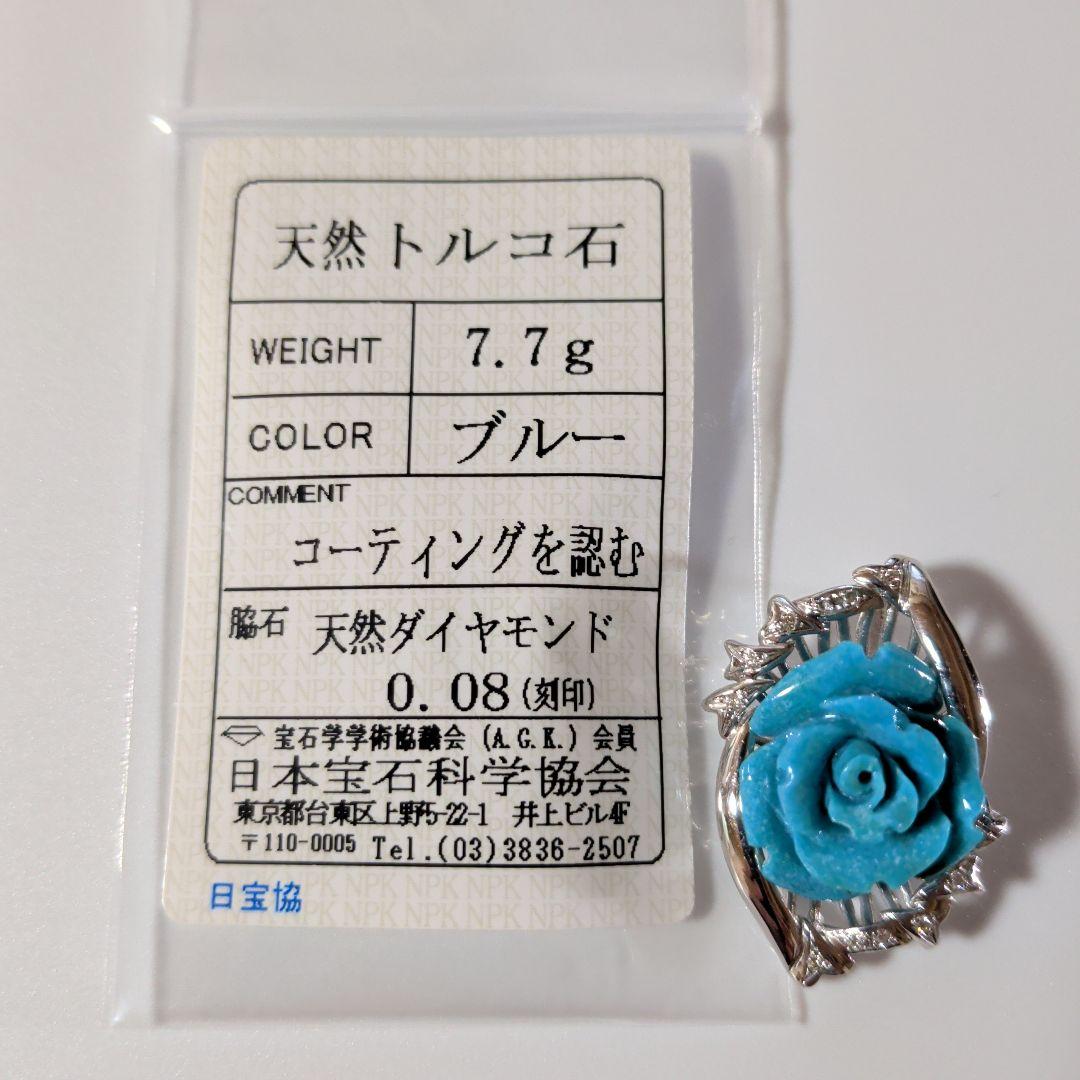 天然トルコ石
WEIGHT 7.7g
COLOR ブルー
COMMENT
コーティングを認む
脇石 天然ダイヤモンド
0.08(刻印)
宝石学学術協議会 (A.G.K.) 会員
日本宝石科学協会
東京都台東区上野5-22-1 井上ビル4F
〒110-0005 Tel.(03)3836-2507
日宝協